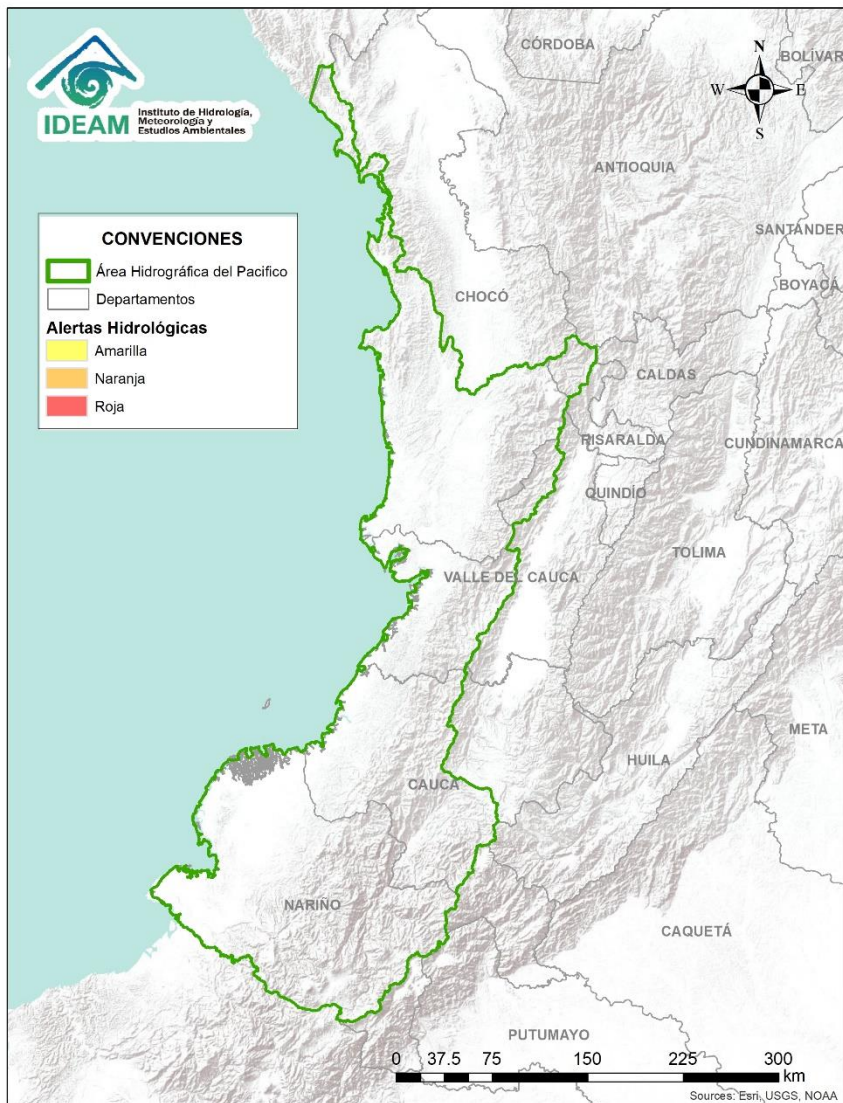 IDEAM
Instituto de Hidrología,
Meteorología y
Estudios Ambientales
CÓRDOBA
BOLÍVAR
N
W
E
S
ANTIOQUIA
SANTANDER
BOYACÁ
CONVENCIONES
Área Hidrográfica del Pacifico
Departamentos
Alertas Hidrológicas
Amarilla
Naranja
Roja
CHOCÓ
CALDAS
RISARALDA
CUNDINAMARCA
QUINDÍO
TOLIMA
VALLE DEL CAUCA
META
HUILA
CAUCA
NARIÑO
CAQUETÁ
PUTUMAYO
0 37.5 75 150 225 300
km
Sources: Esri, USGS, NOAA